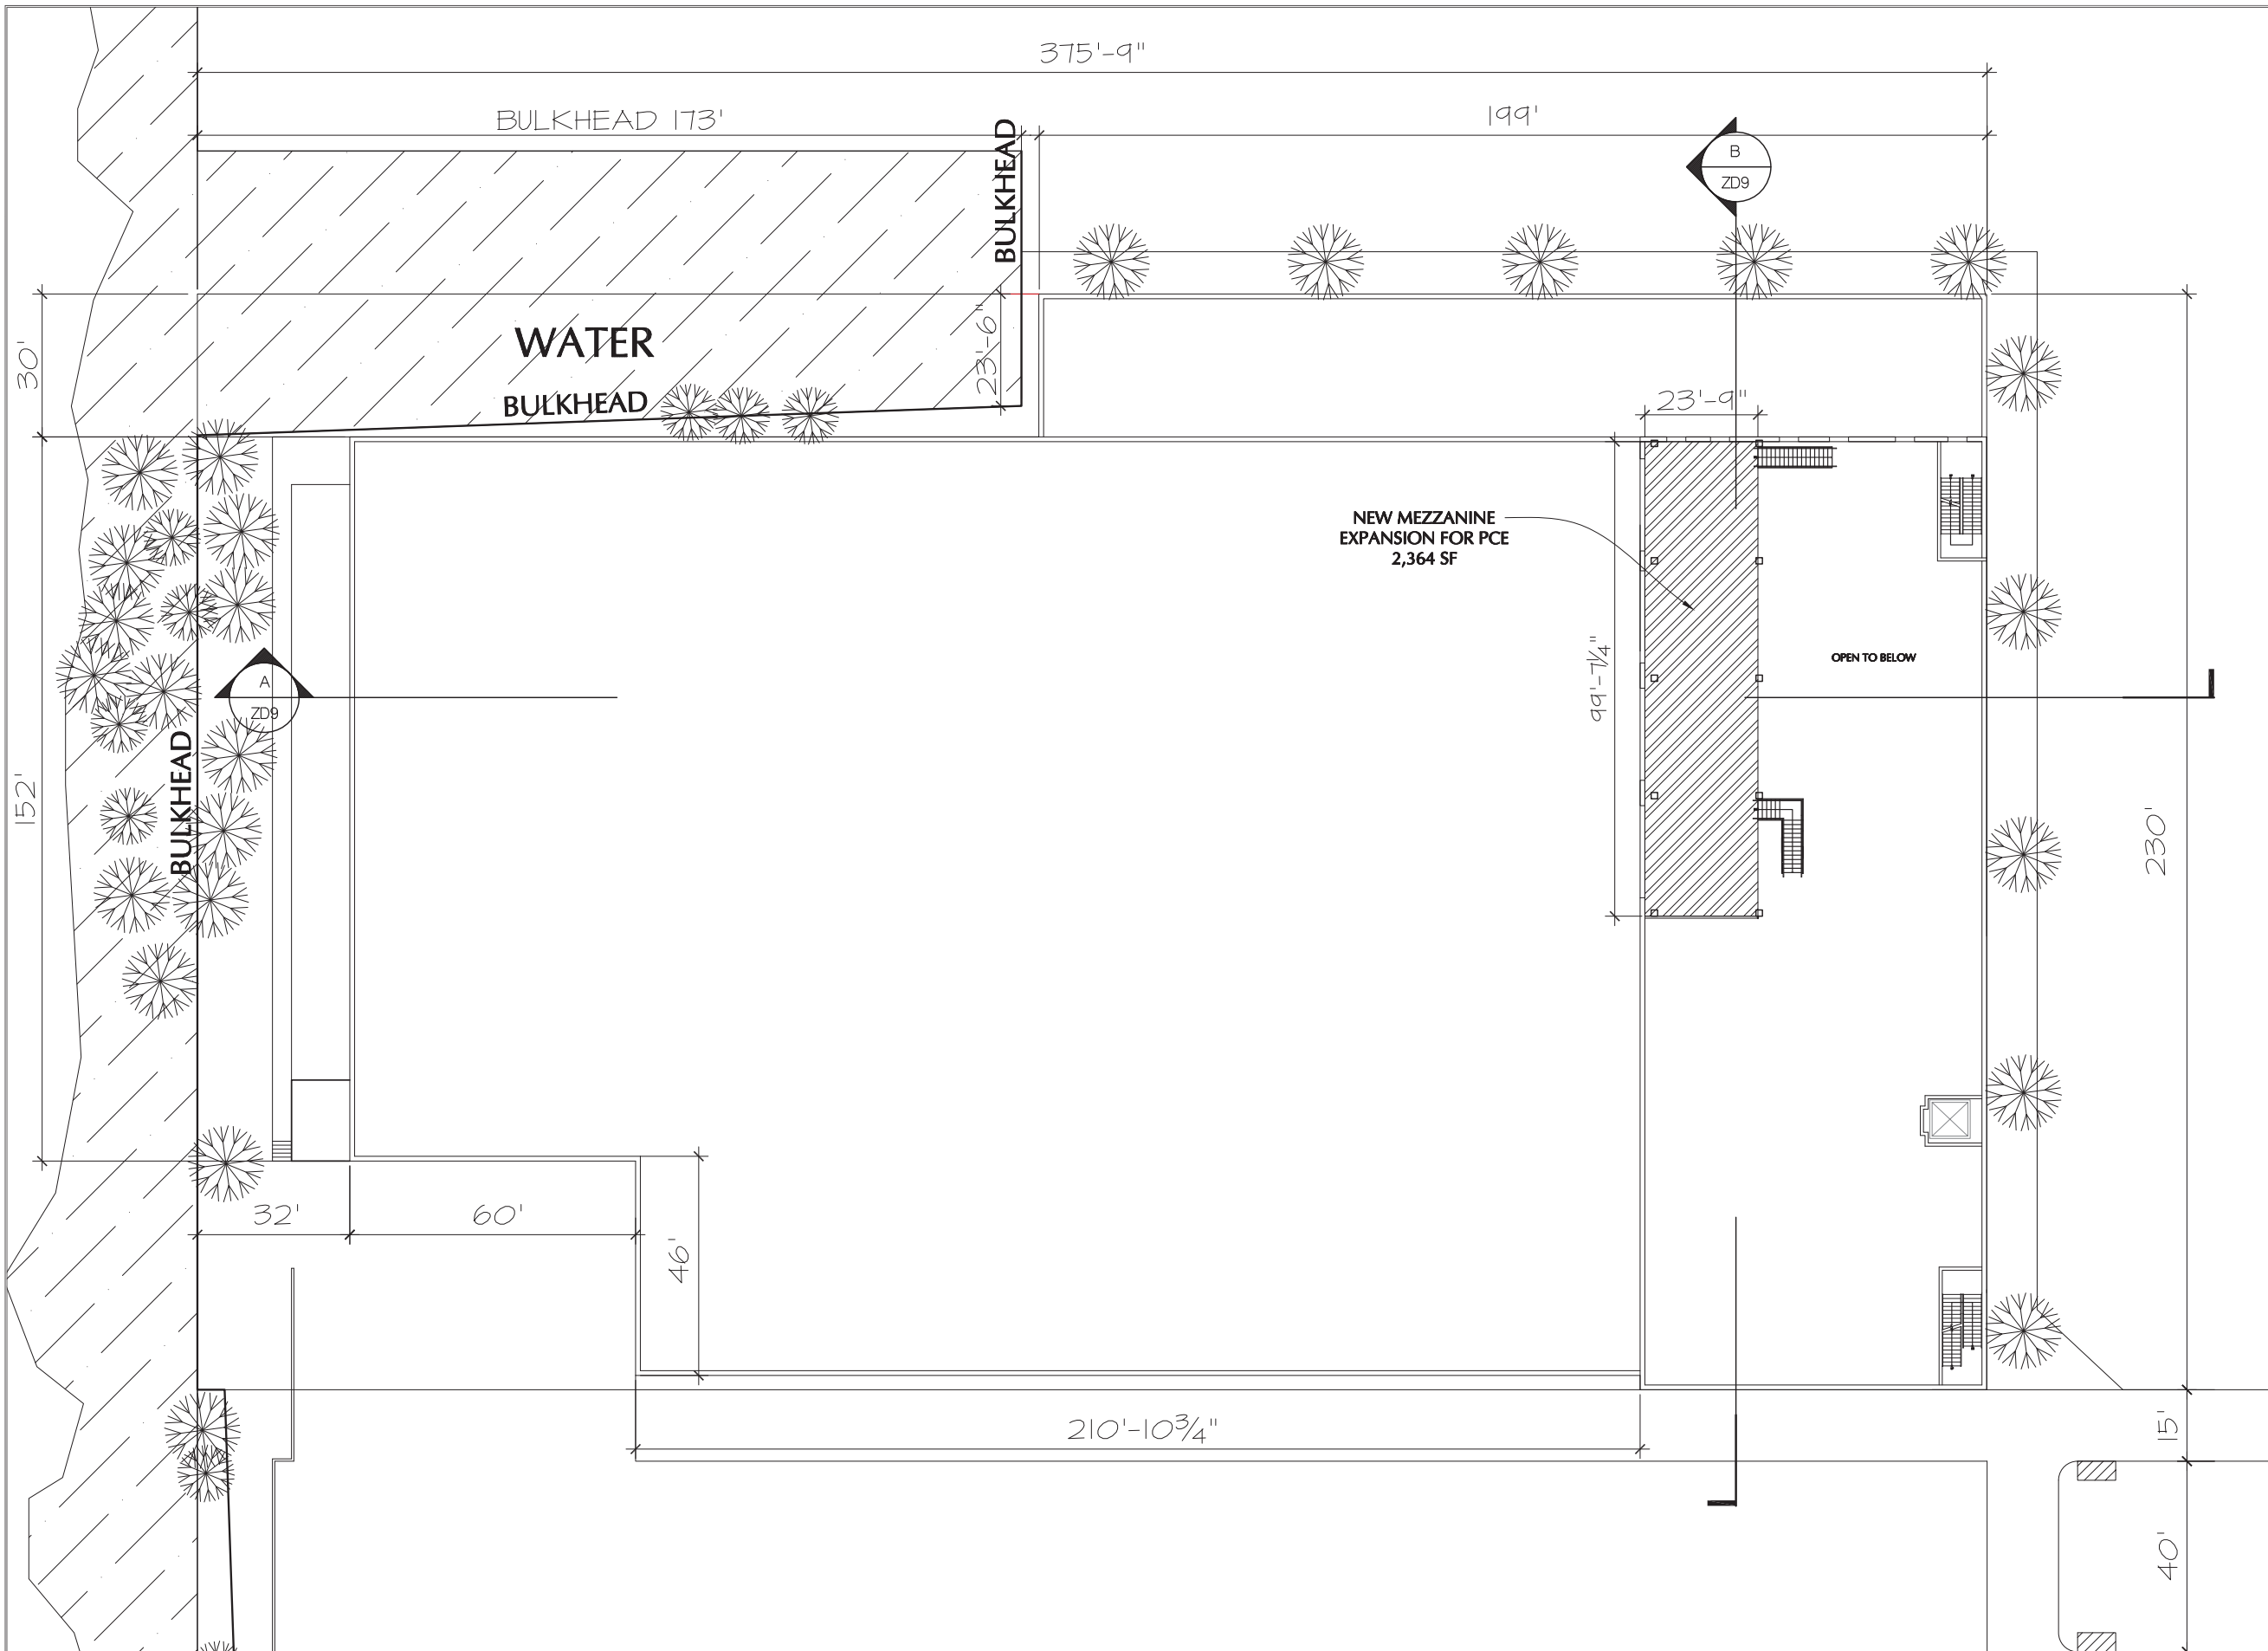 375'-9"
BULKHEAD 173'
199'
BULKHEAD
B
ZD9
30'
WATER
23'-6"
BULKHEAD
23'-9"
NEW MEZZANINE
EXPANSION FOR PCE
2,364 SF
99'-7¼"
OPEN TO BELOW
A
ZD9
152'
BULKHEAD
230'
32'
60'
46'
210'-10¾"
15'
40'